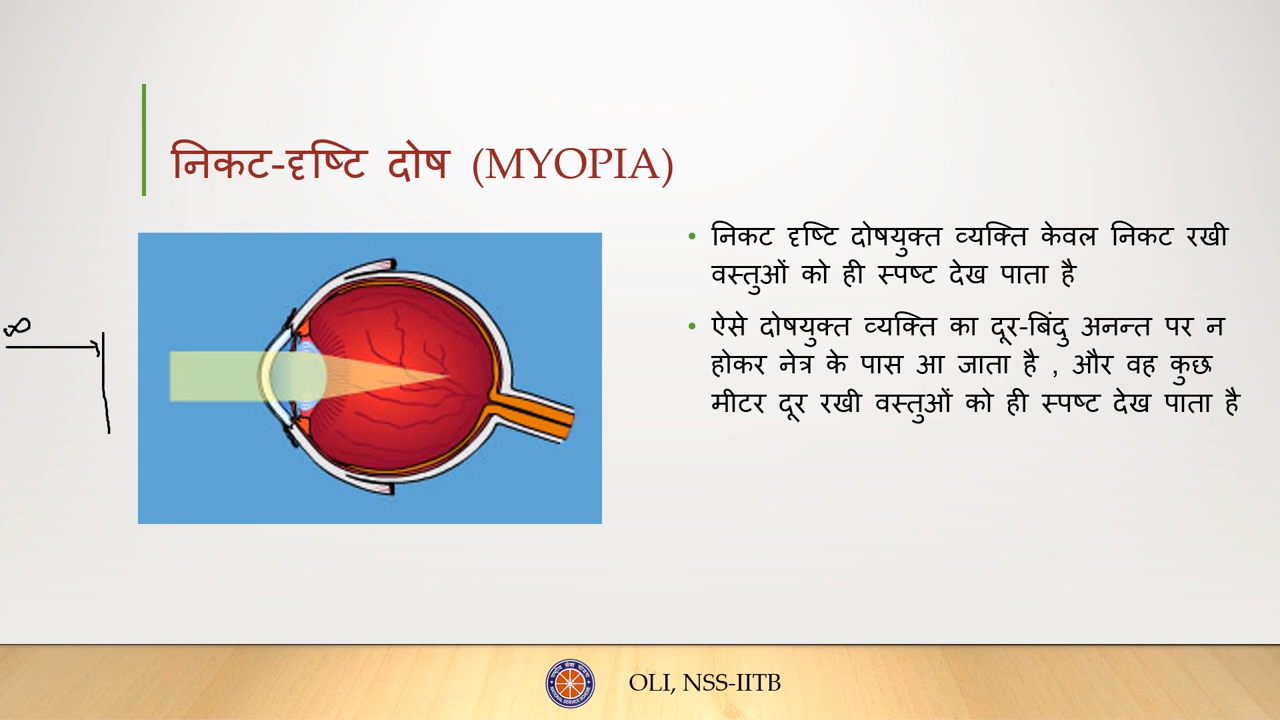 निकट-दृष्टि दोष (MYOPIA)
∞
• निकट दृष्टि दोषयुक्त व्यक्ति केवल निकट रखी
वस्तुओं को ही स्पष्ट देख पाता है
• ऐसे दोषयुक्त व्यक्ति का दूर-बिंदु अनन्त पर न
होकर नेत्र के पास आ जाता है , और वह कुछ
मीटर दूर रखी वस्तुओं को ही स्पष्ट देख पाता है
OLI, NSS-IITB